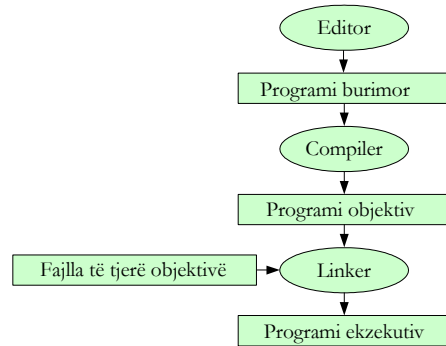 Editor
Programi burimor
Compiler
Programi objektiv
Fajlla të tjerë objektivë
Linker
Programi ekzekutiv